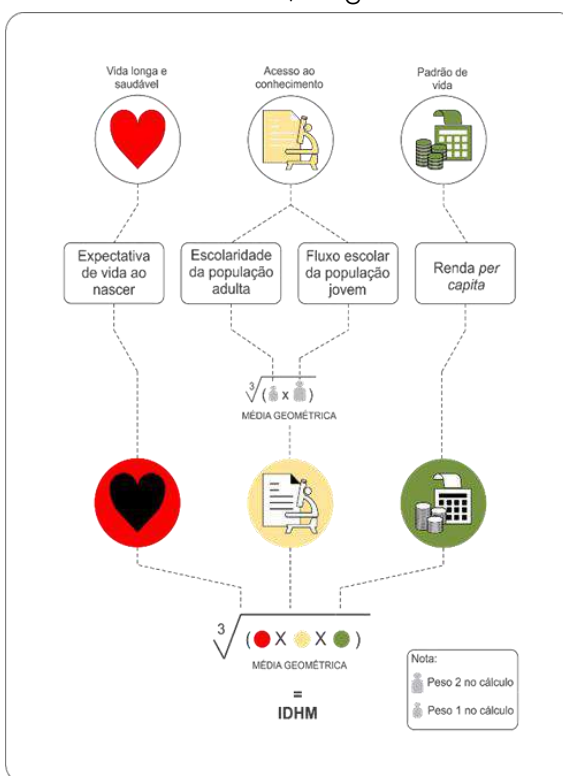 Vida longa e
saudável
Acesso ao
conhecimento
Padrão de
vida
Expectativa
de vida ao
nascer
Escolaridade
da população
adulta
Fluxo escolar
da população
jovem
Renda per
capita
3√( x )
MÉDIA GEOMÉTRICA
3√( X X )
MÉDIA GEOMÉTRICA
=
IDHM
Nota:
Peso 2 no cálculo
Peso 1 no cálculo